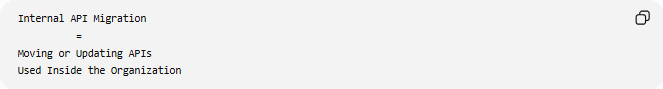 Internal API Migration
=
Moving or Updating APIs
Used Inside the Organization